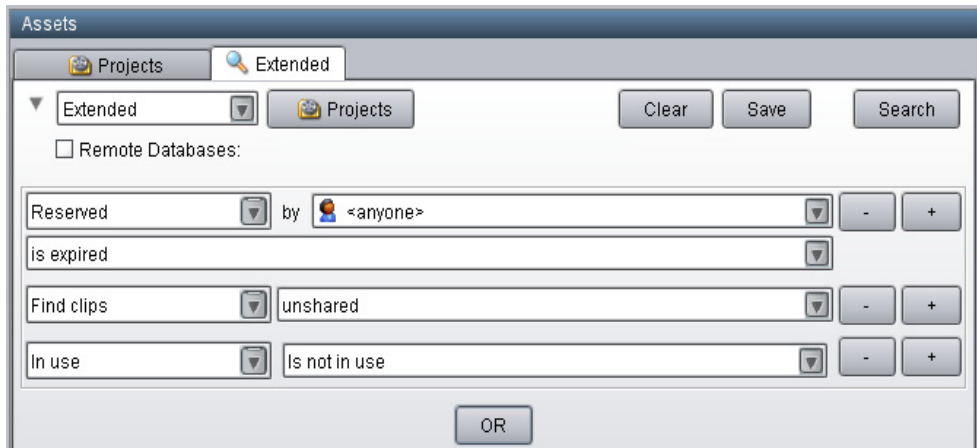 Assets
Projects Extended
Extended Projects Clear Save Search
Remote Databases:
Reserved by <anyone> - +
is expired
Find clips unshared - +
In use Is not in use - +
OR